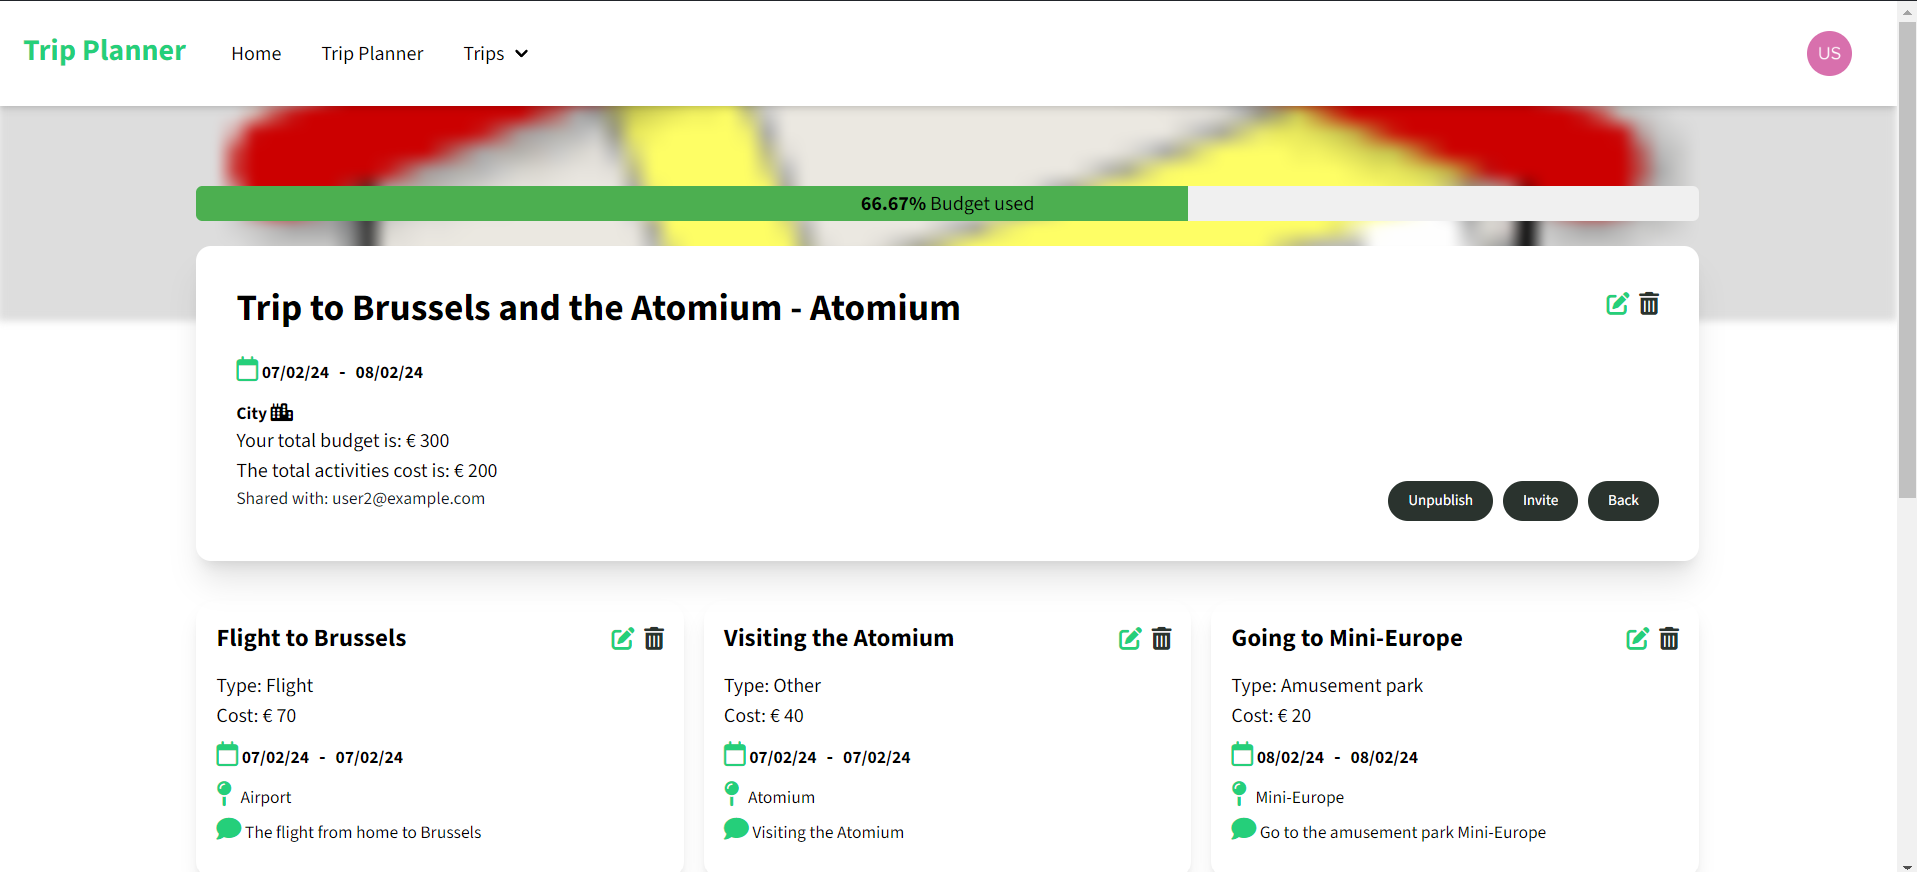 Trip Planner Home Trip Planner Trips US
66.67% Budget used
Trip to Brussels and the Atomium - Atomium
07/02/24 - 08/02/24
City
Your total budget is: € 300
The total activities cost is: € 200
Shared with: user2@example.com
Unpublish Invite Back
Flight to Brussels
Type: Flight
Cost: € 70
07/02/24 - 07/02/24
Airport
The flight from home to Brussels
Visiting the Atomium
Type: Other
Cost: € 40
07/02/24 - 07/02/24
Atomium
Visiting the Atomium
Going to Mini-Europe
Type: Amusement park
Cost: € 20
08/02/24 - 08/02/24
Mini-Europe
Go to the amusement park Mini-Europe